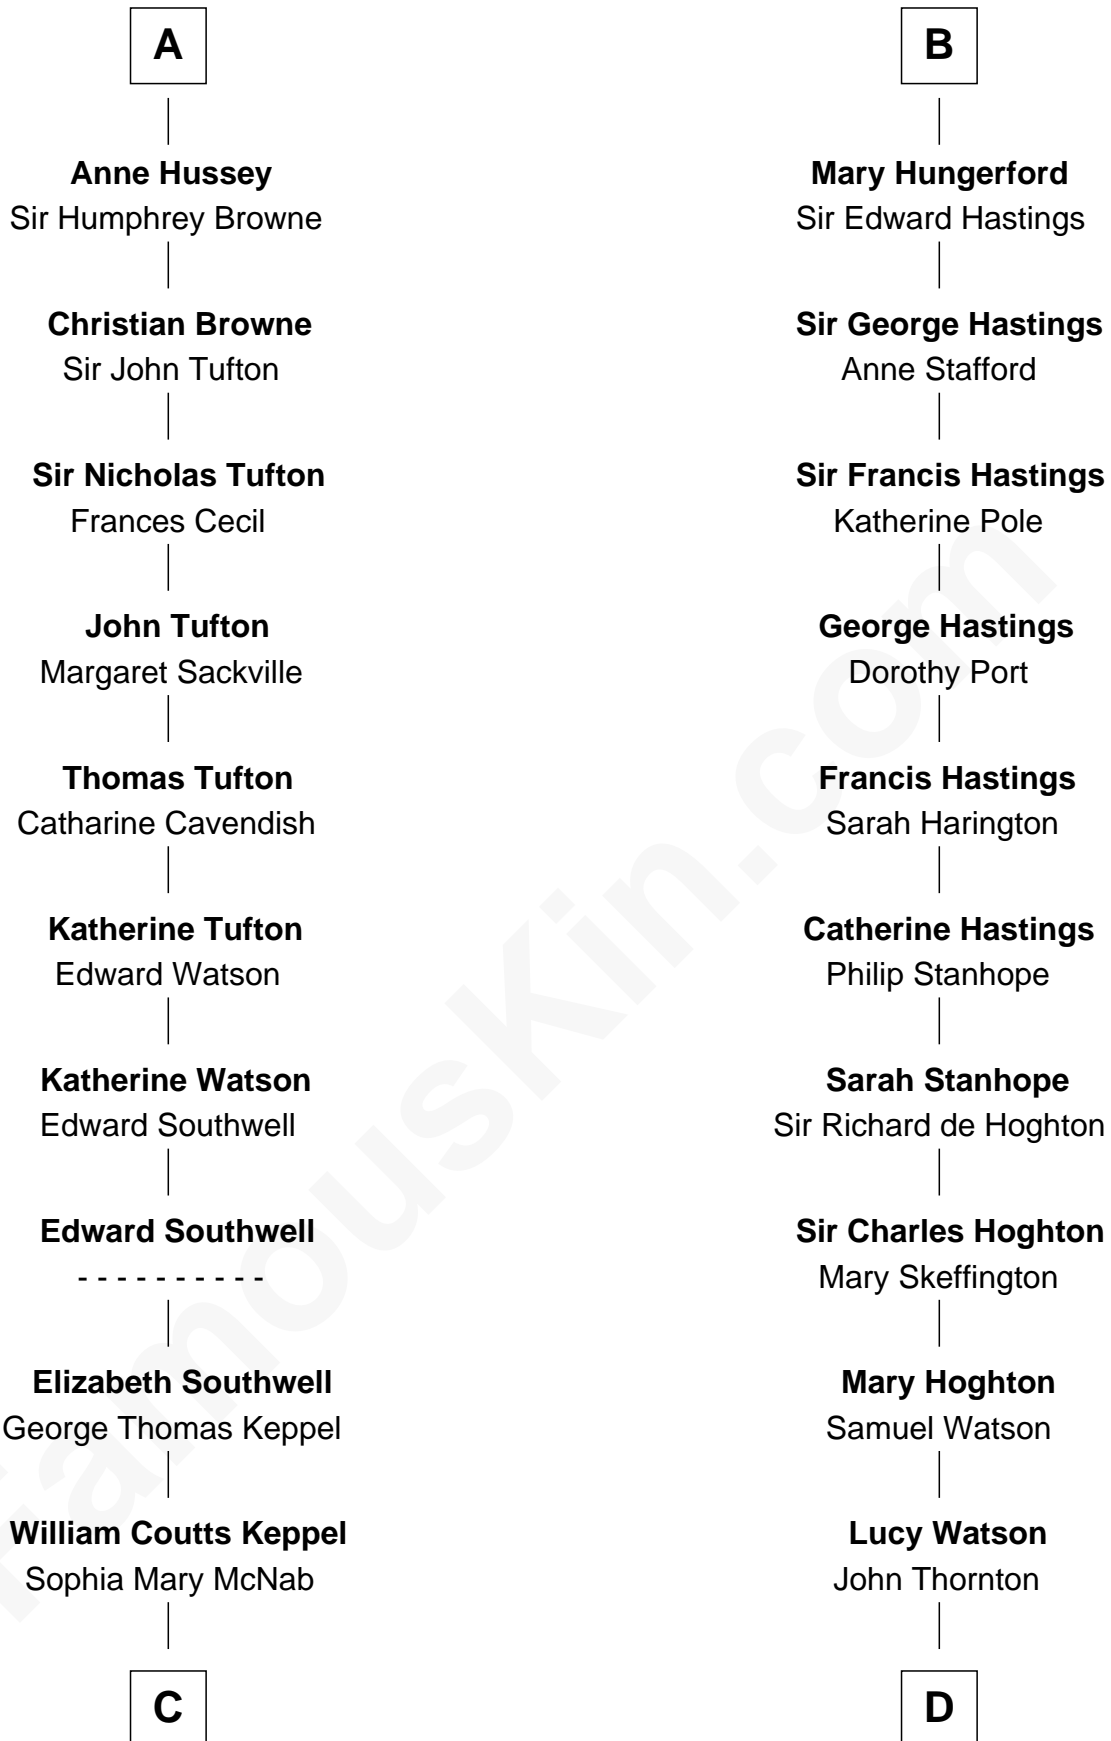 A
Anne Hussey
Sir Humphrey Browne
Christian Browne
Sir John Tufton
Sir Nicholas Tufton
Frances Cecil
John Tufton
Margaret Sackville
Thomas Tufton
Catharine Cavendish
Katherine Tufton
Edward Watson
Katherine Watson
Edward Southwell
Edward Southwell
- - - - - - - - - -
Elizabeth Southwell
George Thomas Keppel
William Coutts Keppel
Sophia Mary McNab
C
B
Mary Hungerford
Sir Edward Hastings
Sir George Hastings
Anne Stafford
Sir Francis Hastings
Katherine Pole
George Hastings
Dorothy Port
Francis Hastings
Sarah Harington
Catherine Hastings
Philip Stanhope
Sarah Stanhope
Sir Richard de Hoghton
Sir Charles Hoghton
Mary Skeffington
Mary Hoghton
Samuel Watson
Lucy Watson
John Thornton
D
FamousKin.com